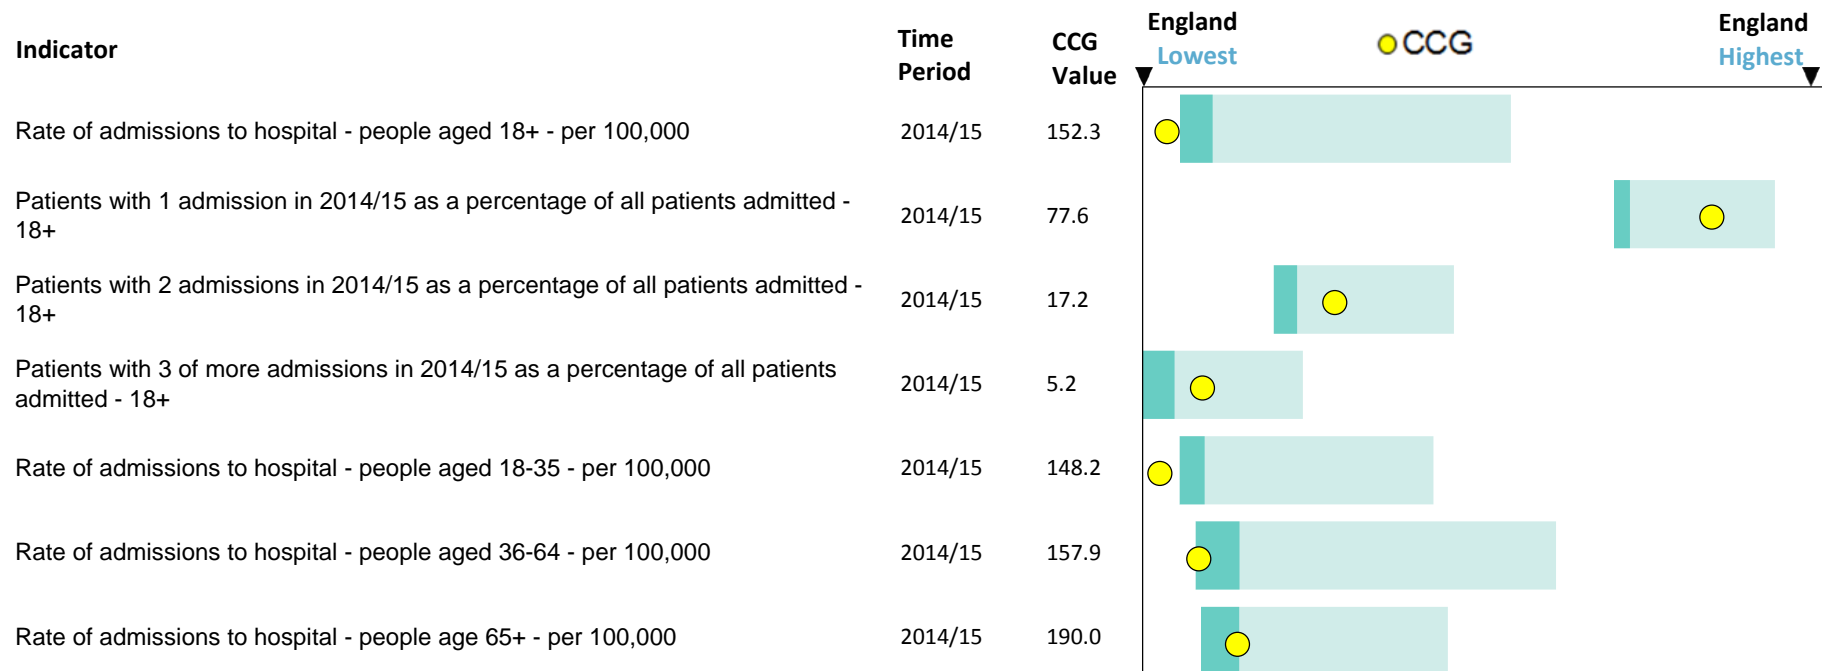 Indicator
Time Period
CCG Value
England Lowest
CCG
England Highest
Rate of admissions to hospital - people aged 18+ - per 100,000 2014/15 152.3
Patients with 1 admission in 2014/15 as a percentage of all patients admitted -
18+
2014/15 77.6
Patients with 2 admissions in 2014/15 as a percentage of all patients admitted -
18+
2014/15 17.2
Patients with 3 of more admissions in 2014/15 as a percentage of all patients
admitted - 18+
2014/15 5.2
Rate of admissions to hospital - people aged 18-35 - per 100,000 2014/15 148.2
Rate of admissions to hospital - people aged 36-64 - per 100,000 2014/15 157.9
Rate of admissions to hospital - people age 65+ - per 100,000 2014/15 190.0